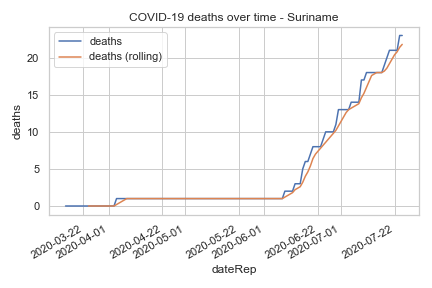 COVID-19 deaths over time - Suriname
deaths
deaths (rolling)
deaths
20
15
10
5
0
2020-03-22
2020-04-01
2020-04-22
2020-05-01
2020-05-22
2020-06-01
2020-06-22
2020-07-01
2020-07-22
dateRep